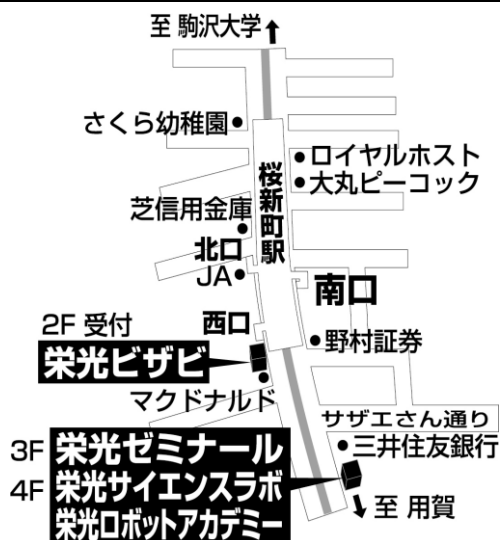 至 駒沢大学
さくら幼稚園
ロイヤルホスト
大丸ピーコック
桜新町駅
芝信用金庫
北口
JA
南口
2F 受付
西口
栄光ビザビ
野村証券
マクドナルド
サザエさん通り
3F 栄光ゼミナール
三井住友銀行
4F 栄光サイエンスラボ
栄光ロボットアカデミー
至 用賀